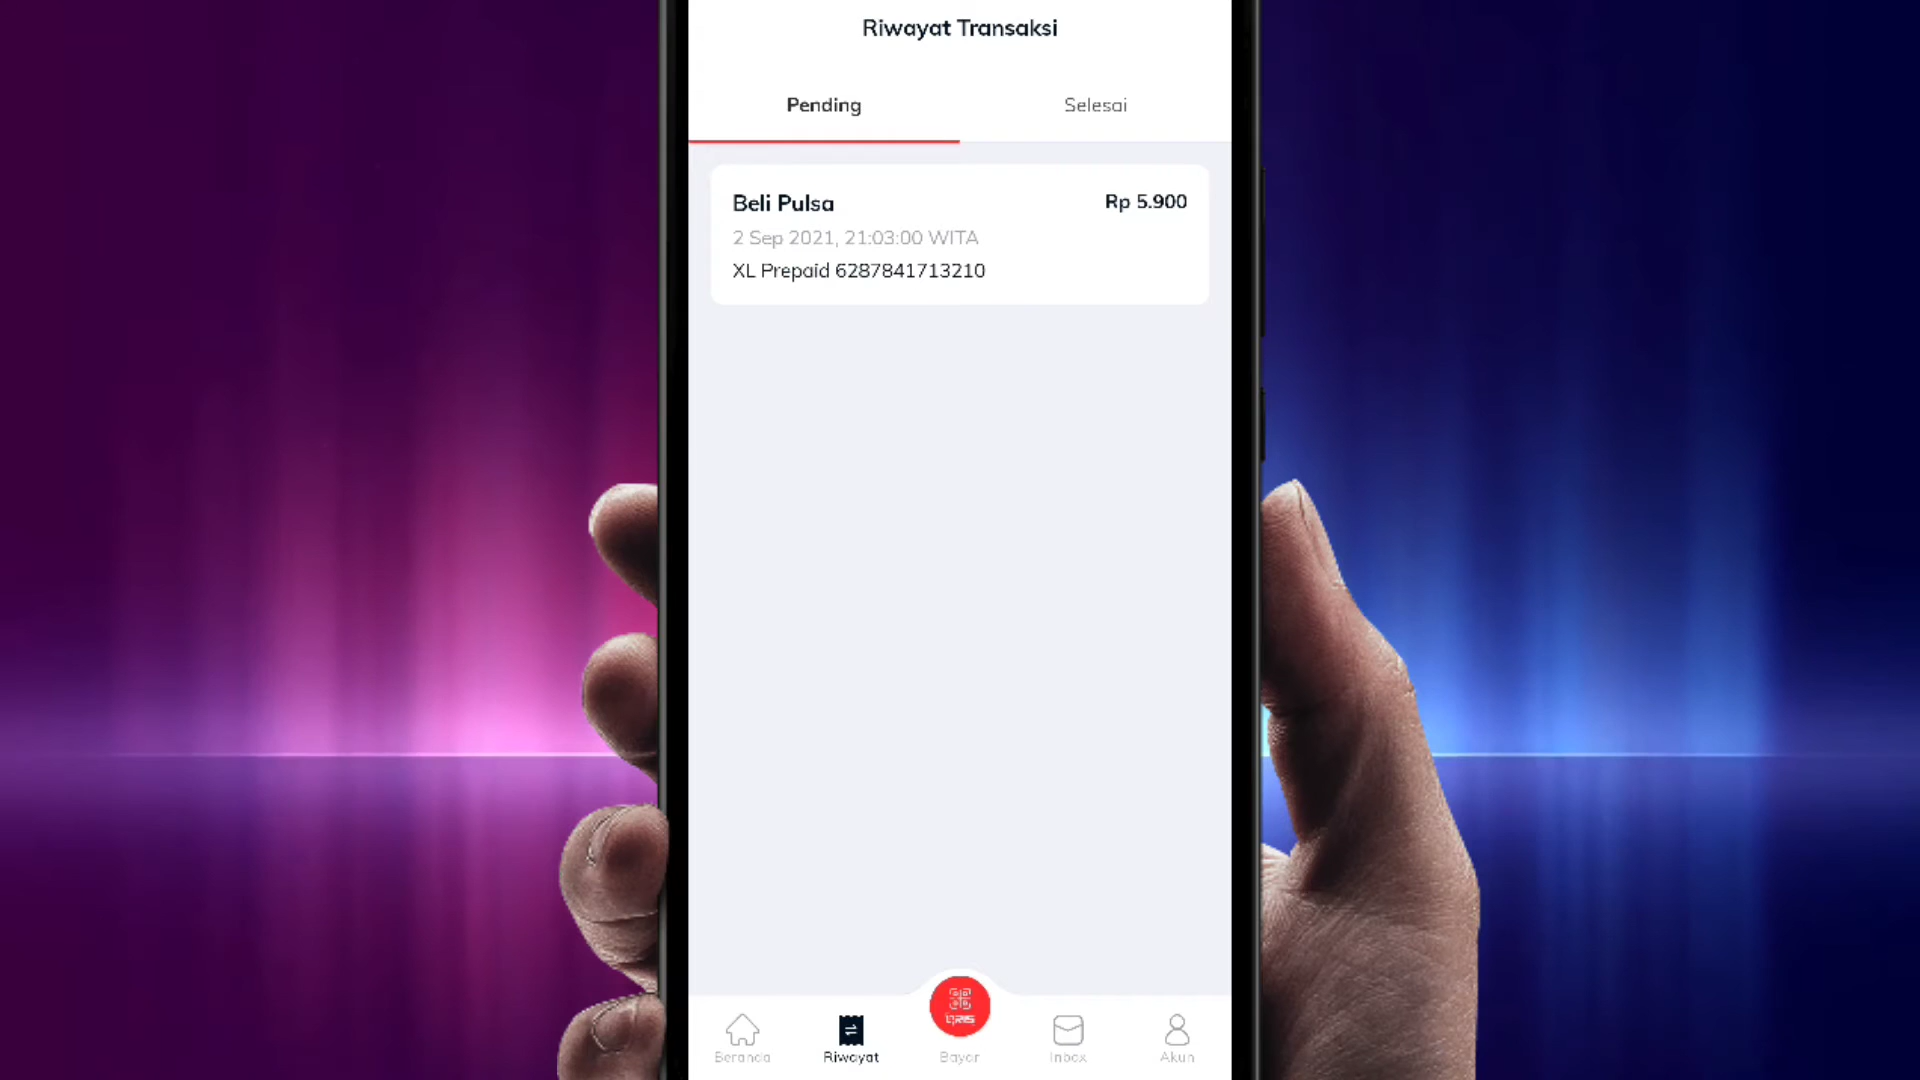 Riwayat Transaksi
Pending
Selesai
Beli Pulsa
Rp 5.900
2 Sep 2021, 21:03:00 WITA
XL Prepaid 6287841713210
QRIS
Beranda
Riwayat
Bayar
Inbox
Akun